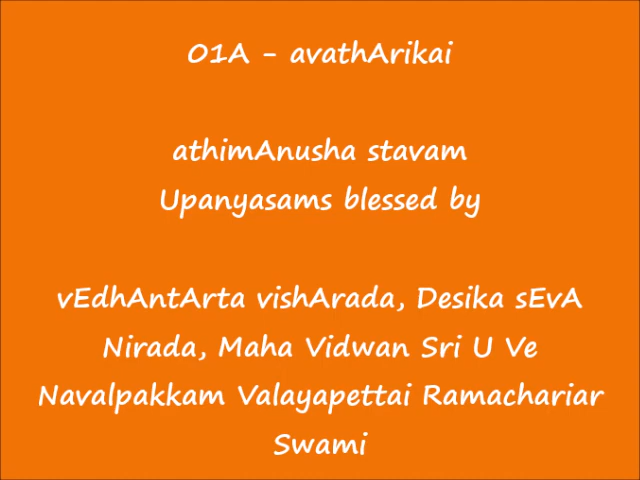 01A - avathArikai
athimAnusha stavam
Upanyasams blessed by
vEdhAntArta vishArada, Desika sEvA
Nirada, Maha Vidwan Sri U Ve
Navalpakkam Valayapettai Ramachariar
Swami